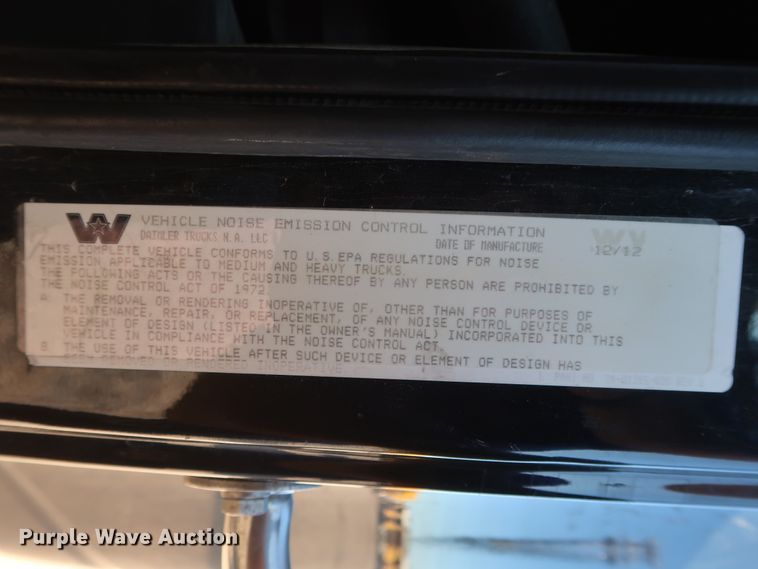 W VEHICLE NOISE EMISSION CONTROL INFORMATION
DAIMLER TRUCKS N.A. LLC DATE OF MANUFACTURE 12/12
THIS COMPLETE VEHICLE CONFORMS TO U.S.EPA REGULATIONS FOR NOISE
EMISSION APPLICABLE TO MEDIUM AND HEAVY TRUCKS.
THE FOLLOWING ACTS OR THE CAUSING THEREOF BY ANY PERSON ARE PROHIBITED BY
THE NOISE CONTROL ACT OF 1972.
A: THE REMOVAL OR RENDERING INOPERATIVE OF, OTHER THAN FOR PURPOSES OF
MAINTENANCE, REPAIR, OR REPLACEMENT, OF ANY NOISE CONTROL DEVICE OR
ELEMENT OF DESIGN (LISTED IN THE OWNER'S MANUAL) INCORPORATED INTO THIS
VEHICLE IN COMPLIANCE WITH THE NOISE CONTROL ACT.
B THE USE OF THIS VEHICLE AFTER SUCH DEVICE OR ELEMENT OF DESIGN HAS
BEEN REMOVED OR RENDERED INOPERATIVE.
Purple Wave Auction